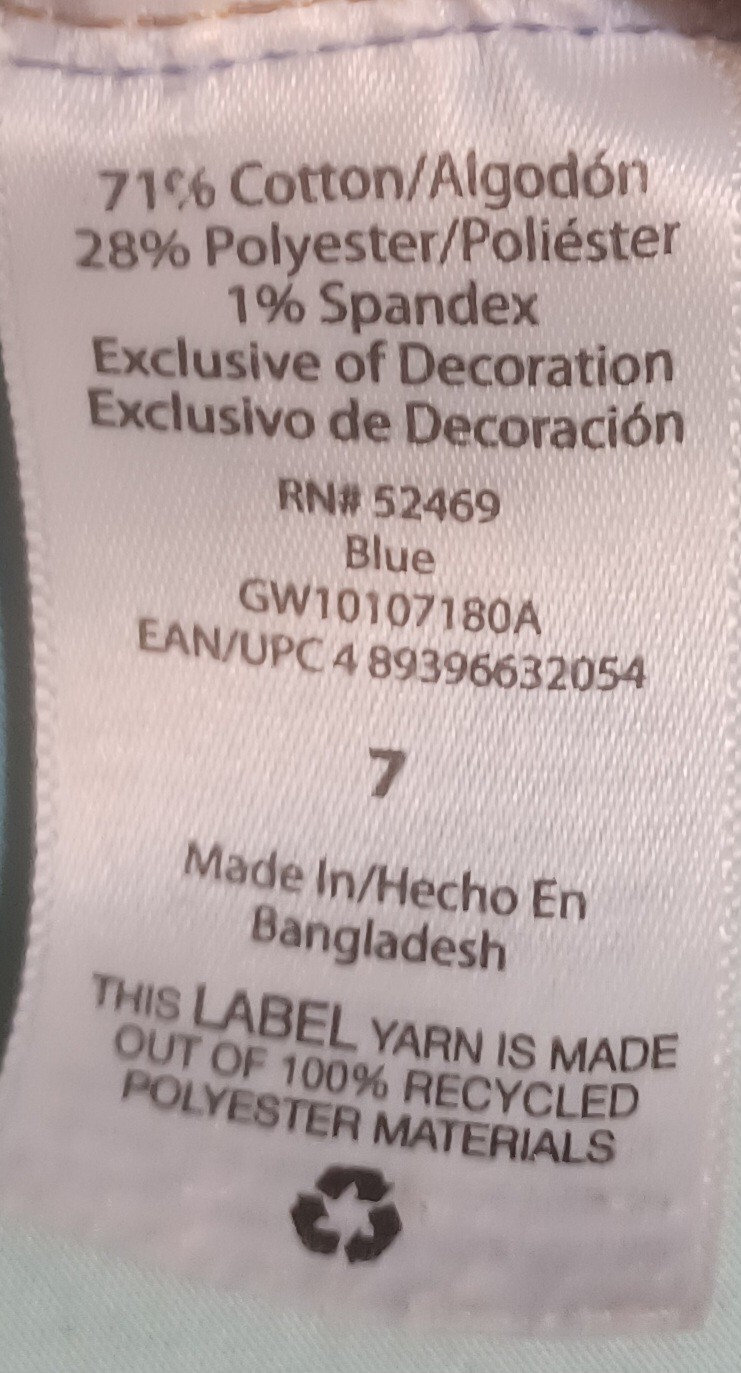 71% Cotton/Algodón
28% Polyester/Poliéster
1% Spandex
Exclusive of Decoration
Exclusivo de Decoración
RN# 52469
Blue
GW10107180A
EAN/UPC 4 89396632054
7
Made In/Hecho En
Bangladesh
THIS LABEL YARN IS MADE
OUT OF 100% RECYCLED
POLYESTER MATERIALS